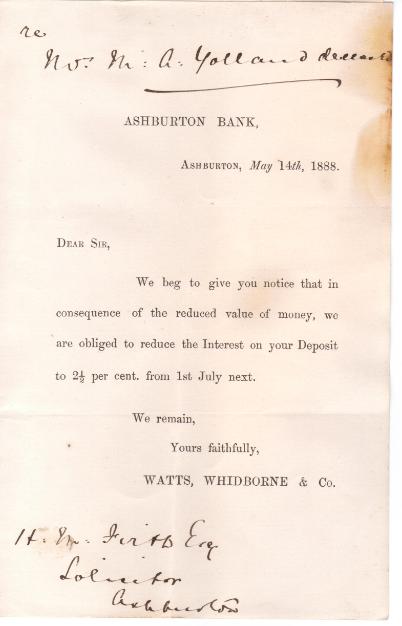 re
Mrs. M: A: Yolland deceased
ASHBURTON BANK,
ASHBURTON, May 14th, 1888.
DEAR SIR,
We beg to give you notice that in
consequence of the reduced value of money, we
are obliged to reduce the Interest on your Deposit
to 2½ per cent. from 1st July next.
We remain,
Yours faithfully,
WATTS, WHIDBORNE & Co.
H. M. Firth Esq
Solicitor
Ashburton